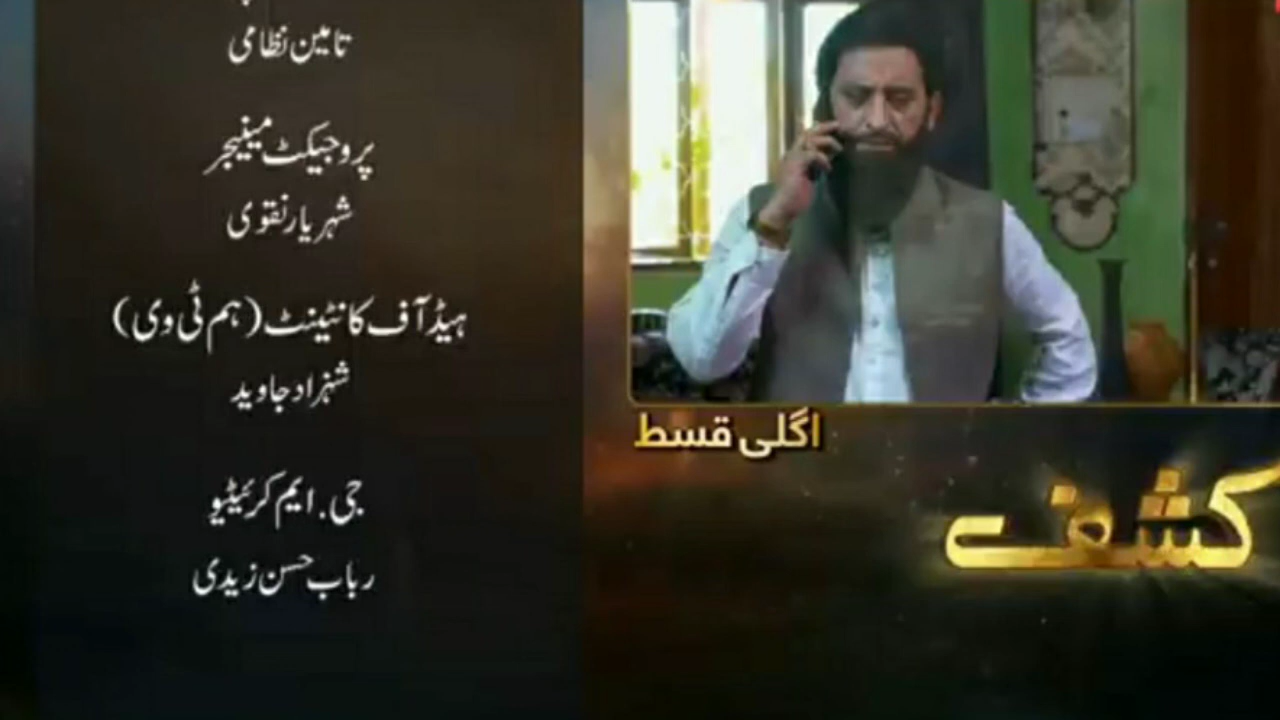 تامین نظامی
پروجیکٹ مینیجر
شہریار نقوی
ہیڈ آف کانٹینٹ (ہم ٹی وی)
شہزاد جاوید
جی. ایم کرئیٹیو
رباب حسن زیدی
اگلی قسط
کشف